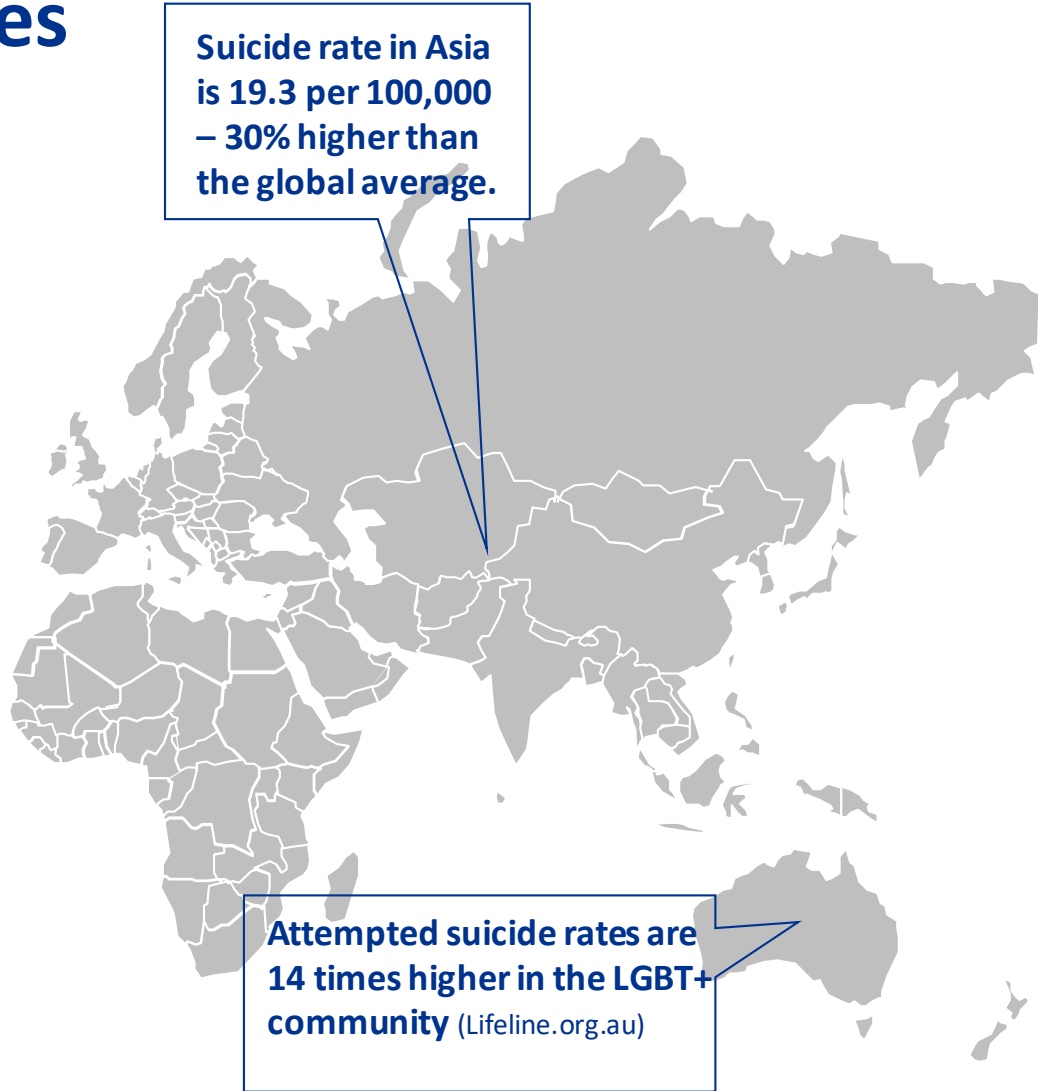 es
Suicide rate in Asia
is 19.3 per 100,000
– 30% higher than
the global average.
Attempted suicide rates are
14 times higher in the LGBT+
community (Lifeline.org.au)